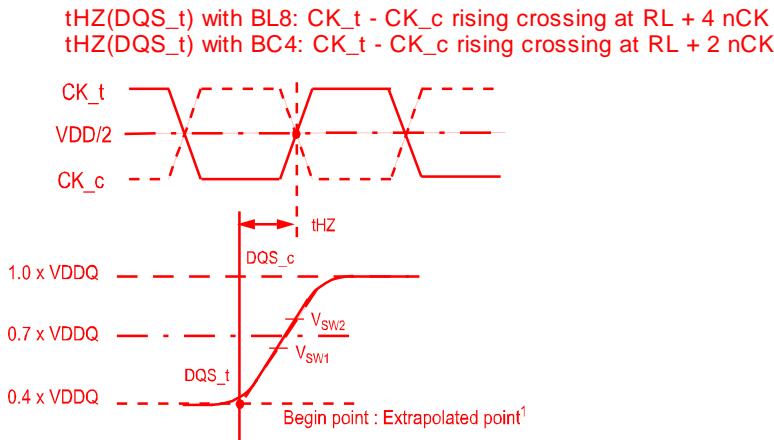 tHZ(DQS_t) with BL8: CK_t - CK_c rising crossing at RL + 4 nCK
tHZ(DQS_t) with BC4: CK_t - CK_c rising crossing at RL + 2 nCK
CK_t
VDD/2
CK_c
tHZ
DQS_c
1.0 x VDDQ
VSW2
0.7 x VDDQ
VSW1
DQS_t
0.4 x VDDQ
Begin point : Extrapolated point1